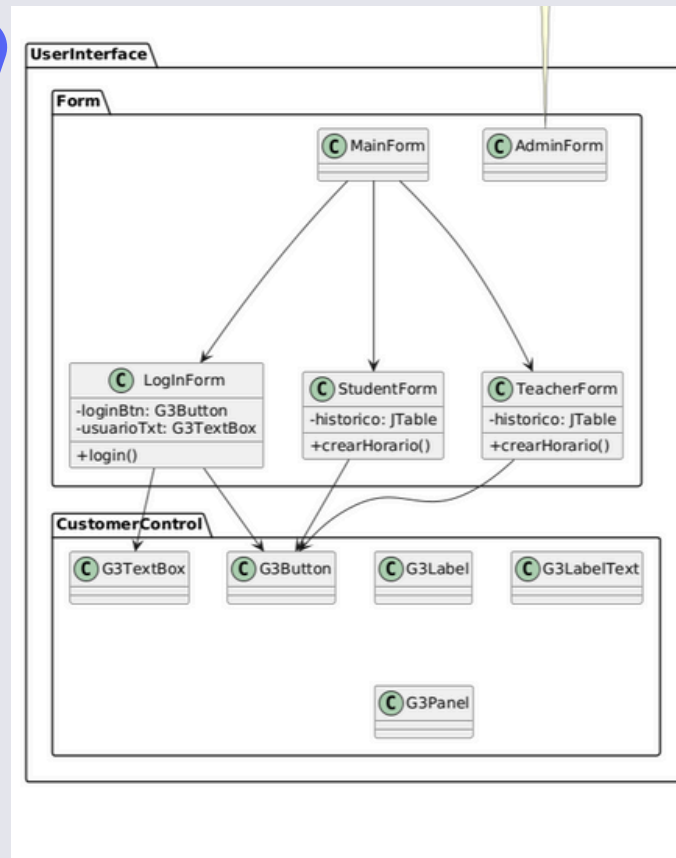 UserInterface
Form
C MainForm
C AdminForm
C LogInForm
-loginBtn: G3Button
-usuarioTxt: G3TextBox
+login()
C StudentForm
-historico: JTable
+crearHorario()
C TeacherForm
-historico: JTable
+crearHorario()
CustomerControl
C G3TextBox
C G3Button
C G3Label
C G3LabelText
C G3Panel